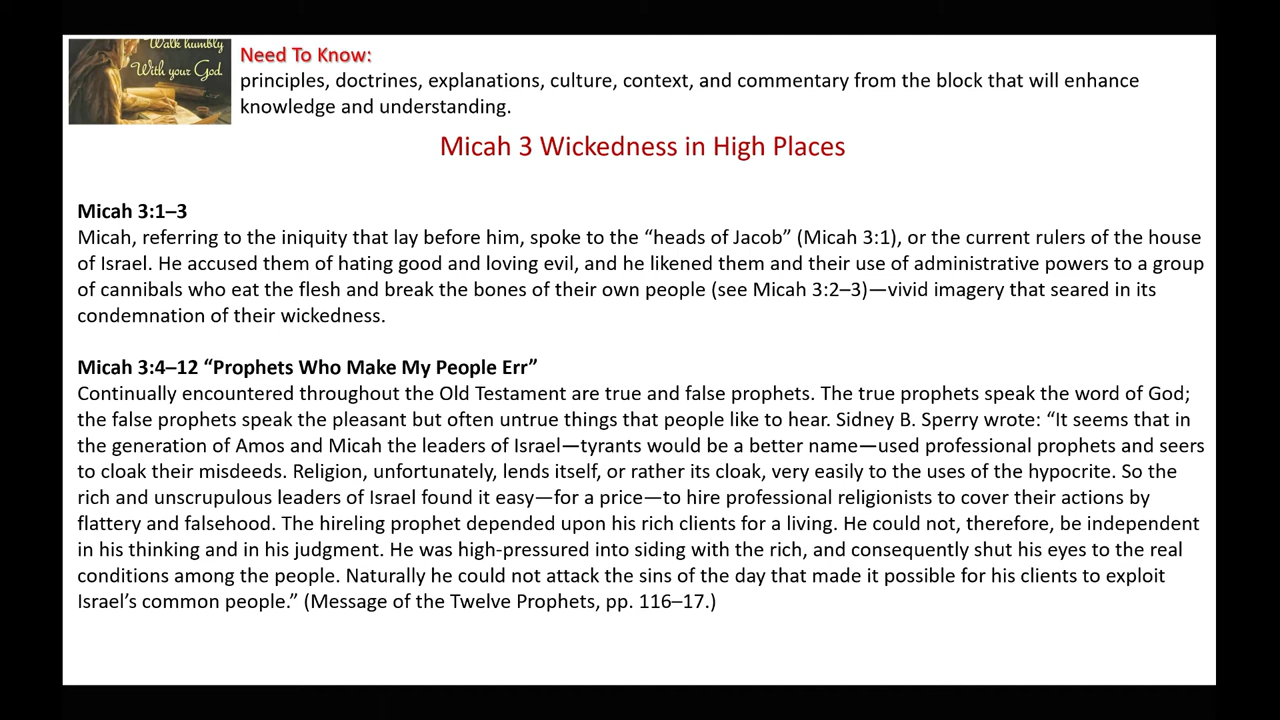 Walk humbly
With your God.
Need To Know:
principles, doctrines, explanations, culture, context, and commentary from the block that will enhance
knowledge and understanding.
Micah 3 Wickedness in High Places
Micah 3:1–3
Micah, referring to the iniquity that lay before him, spoke to the “heads of Jacob” (Micah 3:1), or the current rulers of the house
of Israel. He accused them of hating good and loving evil, and he likened them and their use of administrative powers to a group
of cannibals who eat the flesh and break the bones of their own people (see Micah 3:2–3)—vivid imagery that seared in its
condemnation of their wickedness.
Micah 3:4–12 “Prophets Who Make My People Err”
Continually encountered throughout the Old Testament are true and false prophets. The true prophets speak the word of God;
the false prophets speak the pleasant but often untrue things that people like to hear. Sidney B. Sperry wrote: “It seems that in
the generation of Amos and Micah the leaders of Israel—tyrants would be a better name—used professional prophets and seers
to cloak their misdeeds. Religion, unfortunately, lends itself, or rather its cloak, very easily to the uses of the hypocrite. So the
rich and unscrupulous leaders of Israel found it easy—for a price—to hire professional religionists to cover their actions by
flattery and falsehood. The hireling prophet depended upon his rich clients for a living. He could not, therefore, be independent
in his thinking and in his judgment. He was high-pressured into siding with the rich, and consequently shut his eyes to the real
conditions among the people. Naturally he could not attack the sins of the day that made it possible for his clients to exploit
Israel’s common people.” (Message of the Twelve Prophets, pp. 116–17.)